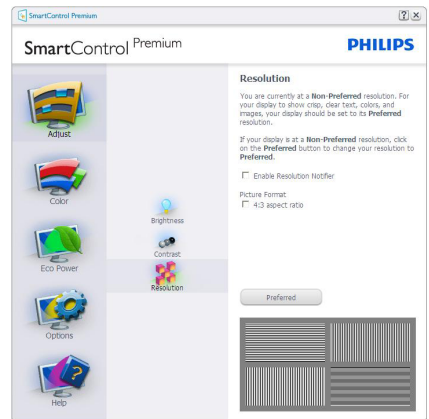 SmartControl Premium
SmartControl Premium
PHILIPS
Adjust
Color
Eco Power
Options
Help
Brightness
Contrast
Resolution
Resolution
You are currently at a Non-Preferred resolution. For
your display to show crisp, clear text, colors, and
images, your display should be set to its Preferred
resolution.
If your display is at a Non-Preferred resolution, click
on the Preferred button to change your resolution to
Preferred.
Enable Resolution Notifier
Picture Format
4:3 aspect ratio
Preferred